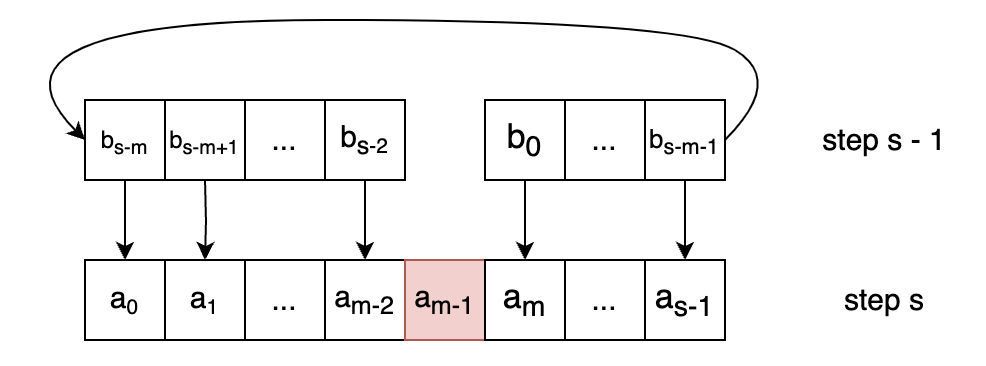 b_{s-m} b_{s-m+1} ... b_{s-2} b_0 ... b_{s-m-1} step s - 1
a_0 a_1 ... a_{m-2} a_{m-1} a_m ... a_{s-1} step s